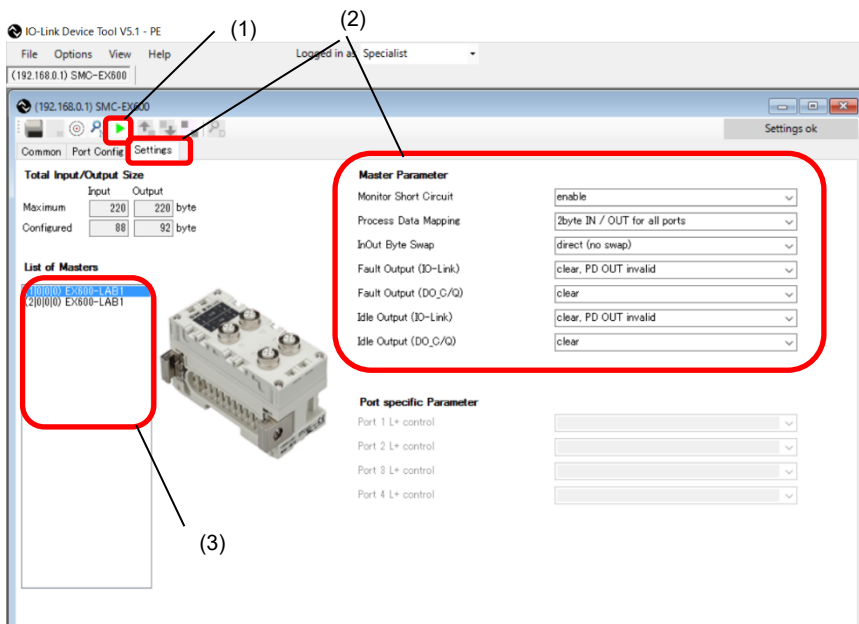 (1)
(2)
IO-Link Device Tool V5.1 - PE
File Options View Help Logged in as Specialist
(192.168.0.1) SMC-EX600
(192.168.0.1) SMC-EX600
Settings ok
Common Port Config Settings
Total Input/Output Size
Input Output
Maximum 220 220 byte
Configured 88 92 byte
List of Masters
(1|0|0|0) EX600-LAB1
(2|0|0|0) EX600-LAB1
Master Parameter
Monitor Short Circuit enable
Process Data Mapping 2byte IN / OUT for all ports
InOut Byte Swap direct (no swap)
Fault Output (IO-Link) clear, PD OUT invalid
Fault Output (DO_C/Q) clear
Idle Output (IO-Link) clear, PD OUT invalid
Idle Output (DO_C/Q) clear
Port specific Parameter
Port 1 L+ control
Port 2 L+ control
Port 3 L+ control
Port 4 L+ control
(3)